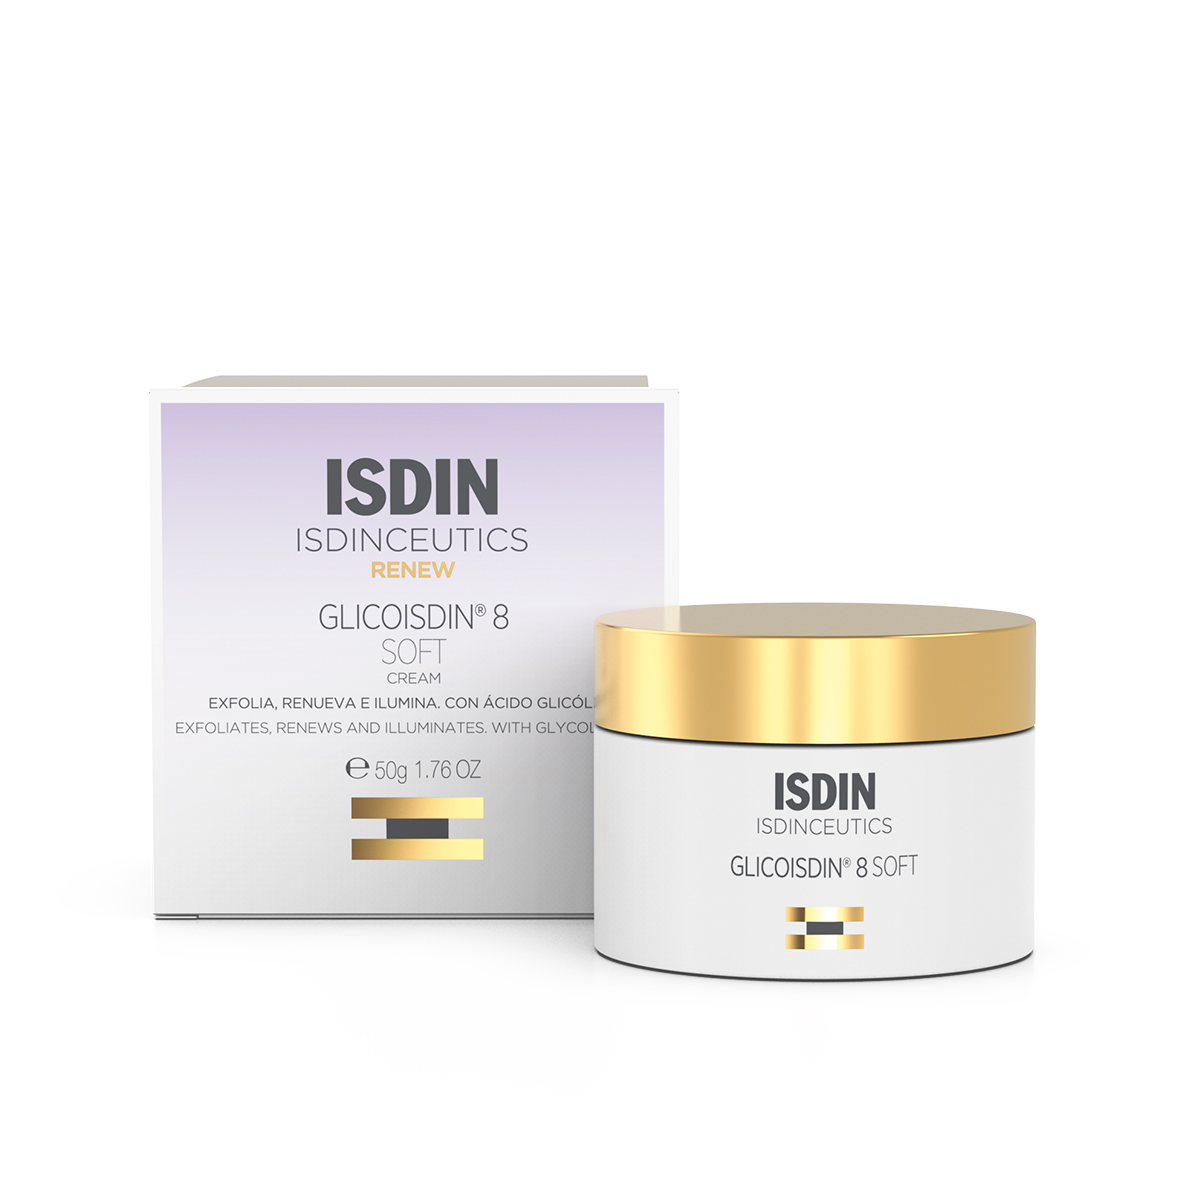 ISDIN
ISDINCEUTICS
RENEW
GLICOISDIN® 8
SOFT
CREAM
EXFOLIA, RENUEVA E ILUMINA. CON ÁCIDO
EXFOLIATES, RENEWS AND ILLUMINATES. WITH
℮ 50g 1.76 OZ
ISDIN
ISDINCEUTICS
GLICOISDIN® 8 SOFT